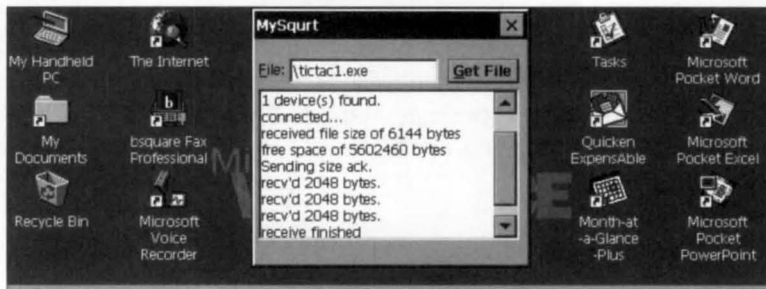 My Handheld
PC
The Internet
My
Documents
bsquare Fax
Professional
Recycle Bin
Microsoft
Voice
Recorder
MySqurt
File: \tictac1.exe Get File
1 device(s) found.
connected...
received file size of 6144 bytes
free space of 5602460 bytes
Sending size ack.
recv'd 2048 bytes.
recv'd 2048 bytes.
recv'd 2048 bytes.
receive finished
Tasks
Microsoft
Pocket Word
Quicken
ExpensAble
Microsoft
Pocket Excel
Month-at
-a-Glance
-Plus
Microsoft
Pocket
PowerPoint